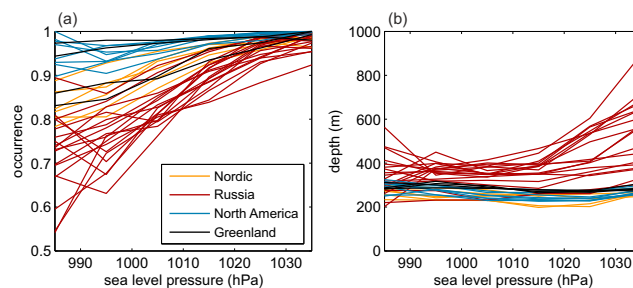 (a)
1
0.9
0.8
0.7
0.6
0.5
occurrence
Nordic
Russia
North America
Greenland
990 1000 1010 1020 1030
sea level pressure (hPa)
(b)
1000
800
600
400
200
0
depth (m)
990 1000 1010 1020 1030
sea level pressure (hPa)